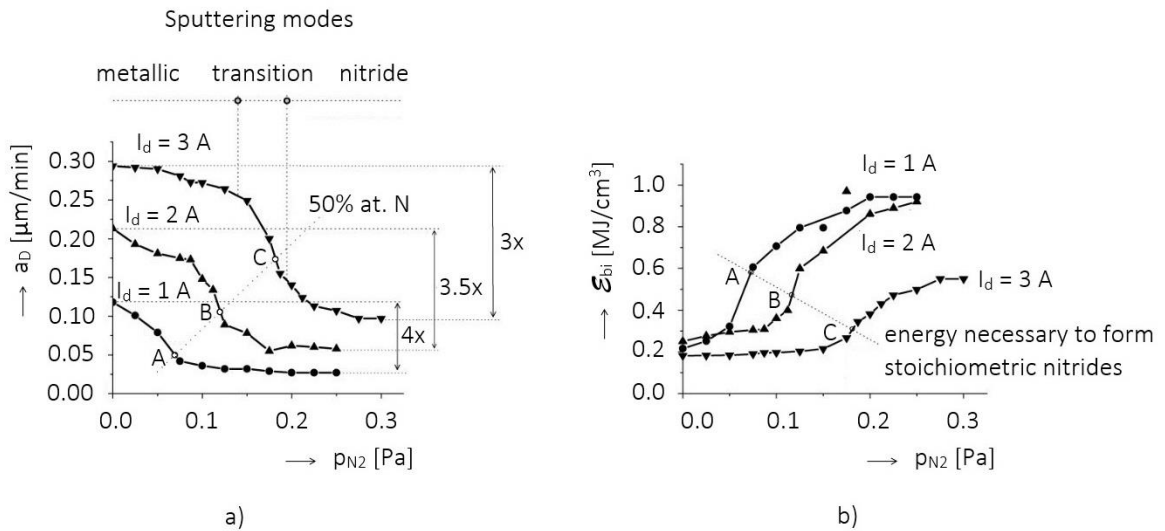 Sputtering modes
metallic transition nitride
I_d = 3 A
0.30
0.25
0.20
0.15
0.10
0.05
0.00
a_D [μm/min]
I_d = 2 A
I_d = 1 A
50% at. N
A
B
C
3x
3.5x
4x
0.0 0.1 0.2 0.3
p_N2 [Pa]
a)
1.0
0.8
0.6
0.4
0.2
0.0
ℰ_bi [MJ/cm³]
I_d = 1 A
I_d = 2 A
I_d = 3 A
A
B
C
energy necessary to form
stoichiometric nitrides
0.0 0.1 0.2 0.3
p_N2 [Pa]
b)